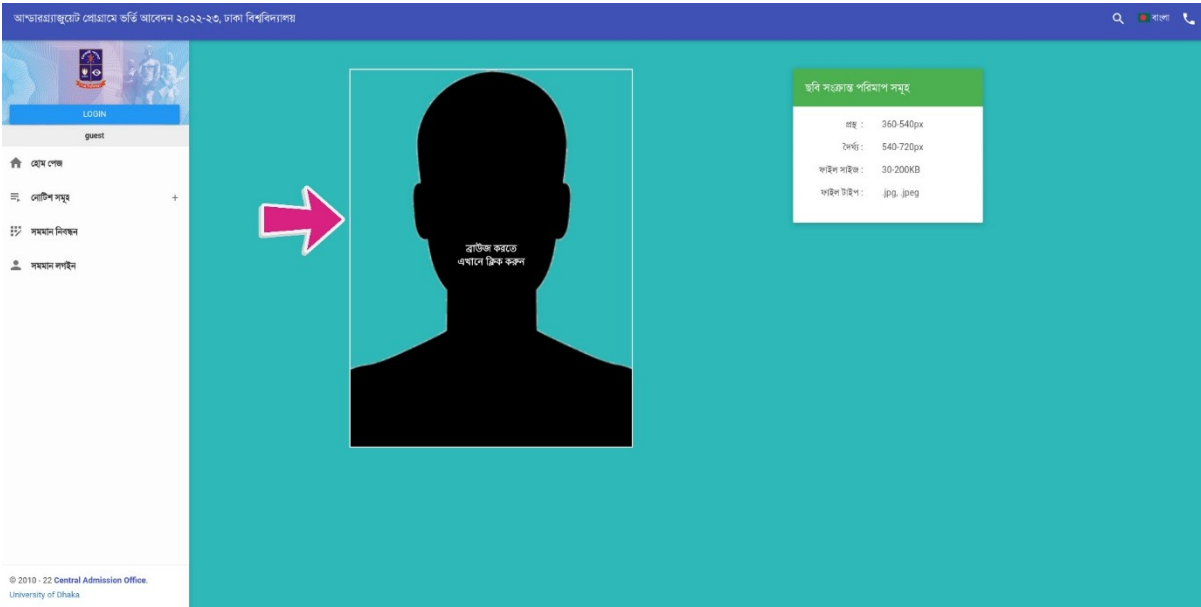 আন্ডারগ্র্যাজুয়েট প্রোগ্রামে ভর্তি আবেদন ২০২২-২৩, ঢাকা বিশ্ববিদ্যালয়
বাংলা
LOGIN
guest
হোম পেজ
নোটিশ সমূহ +
সমমান নিবন্ধন
সমমান লগইন
ব্রাউজ করতে
এখানে ক্লিক করুন
ছবি সংক্রান্ত পরিমাপ সমূহ
প্রস্থ : 360-540px
দৈর্ঘ্য : 540-720px
ফাইল সাইজ : 30-200KB
ফাইল টাইপ : .jpg, .jpeg
© 2010 - 22 Central Admission Office.
University of Dhaka